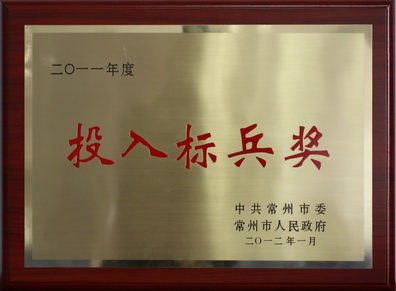 二〇一一年度
投入标兵奖
中共常州市委
常州市人民政府
二〇一二年一月